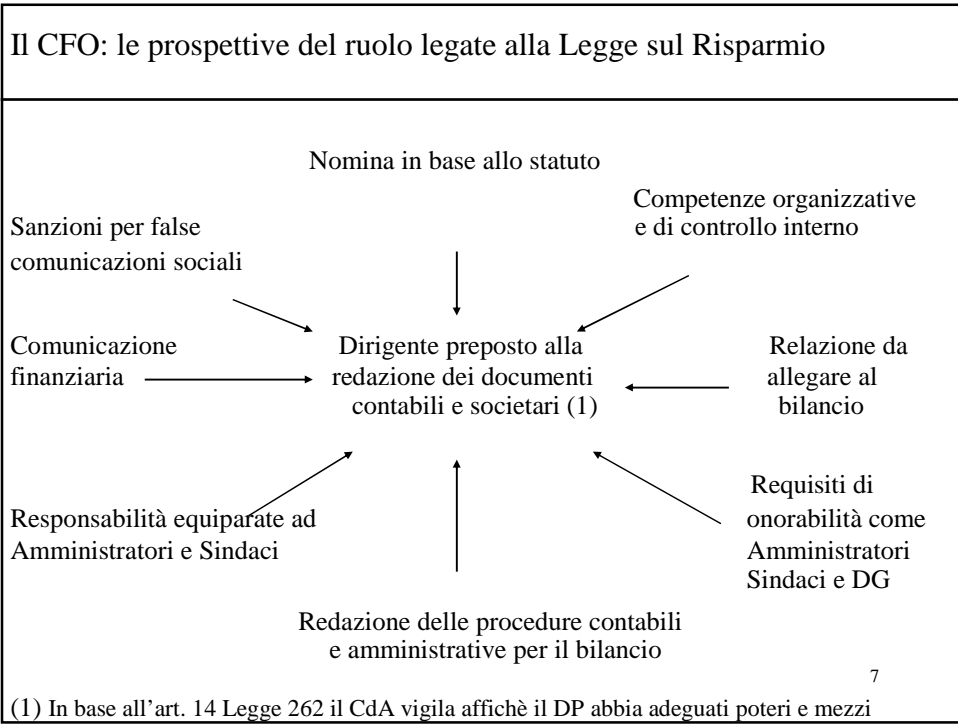 Il CFO: le prospettive del ruolo legate alla Legge sul Risparmio
Nomina in base allo statuto
Competenze organizzative
e di controllo interno
Sanzioni per false
comunicazioni sociali
Comunicazione
finanziaria
Dirigente preposto alla
redazione dei documenti
contabili e societari (1)
Relazione da
allegare al
bilancio
Responsabilità equiparate ad
Amministratori e Sindaci
Requisiti di
onorabilità come
Amministratori
Sindaci e DG
Redazione delle procedure contabili
e amministrative per il bilancio
7
(1) In base all'art. 14 Legge 262 il CdA vigila affichè il DP abbia adeguati poteri e mezzi